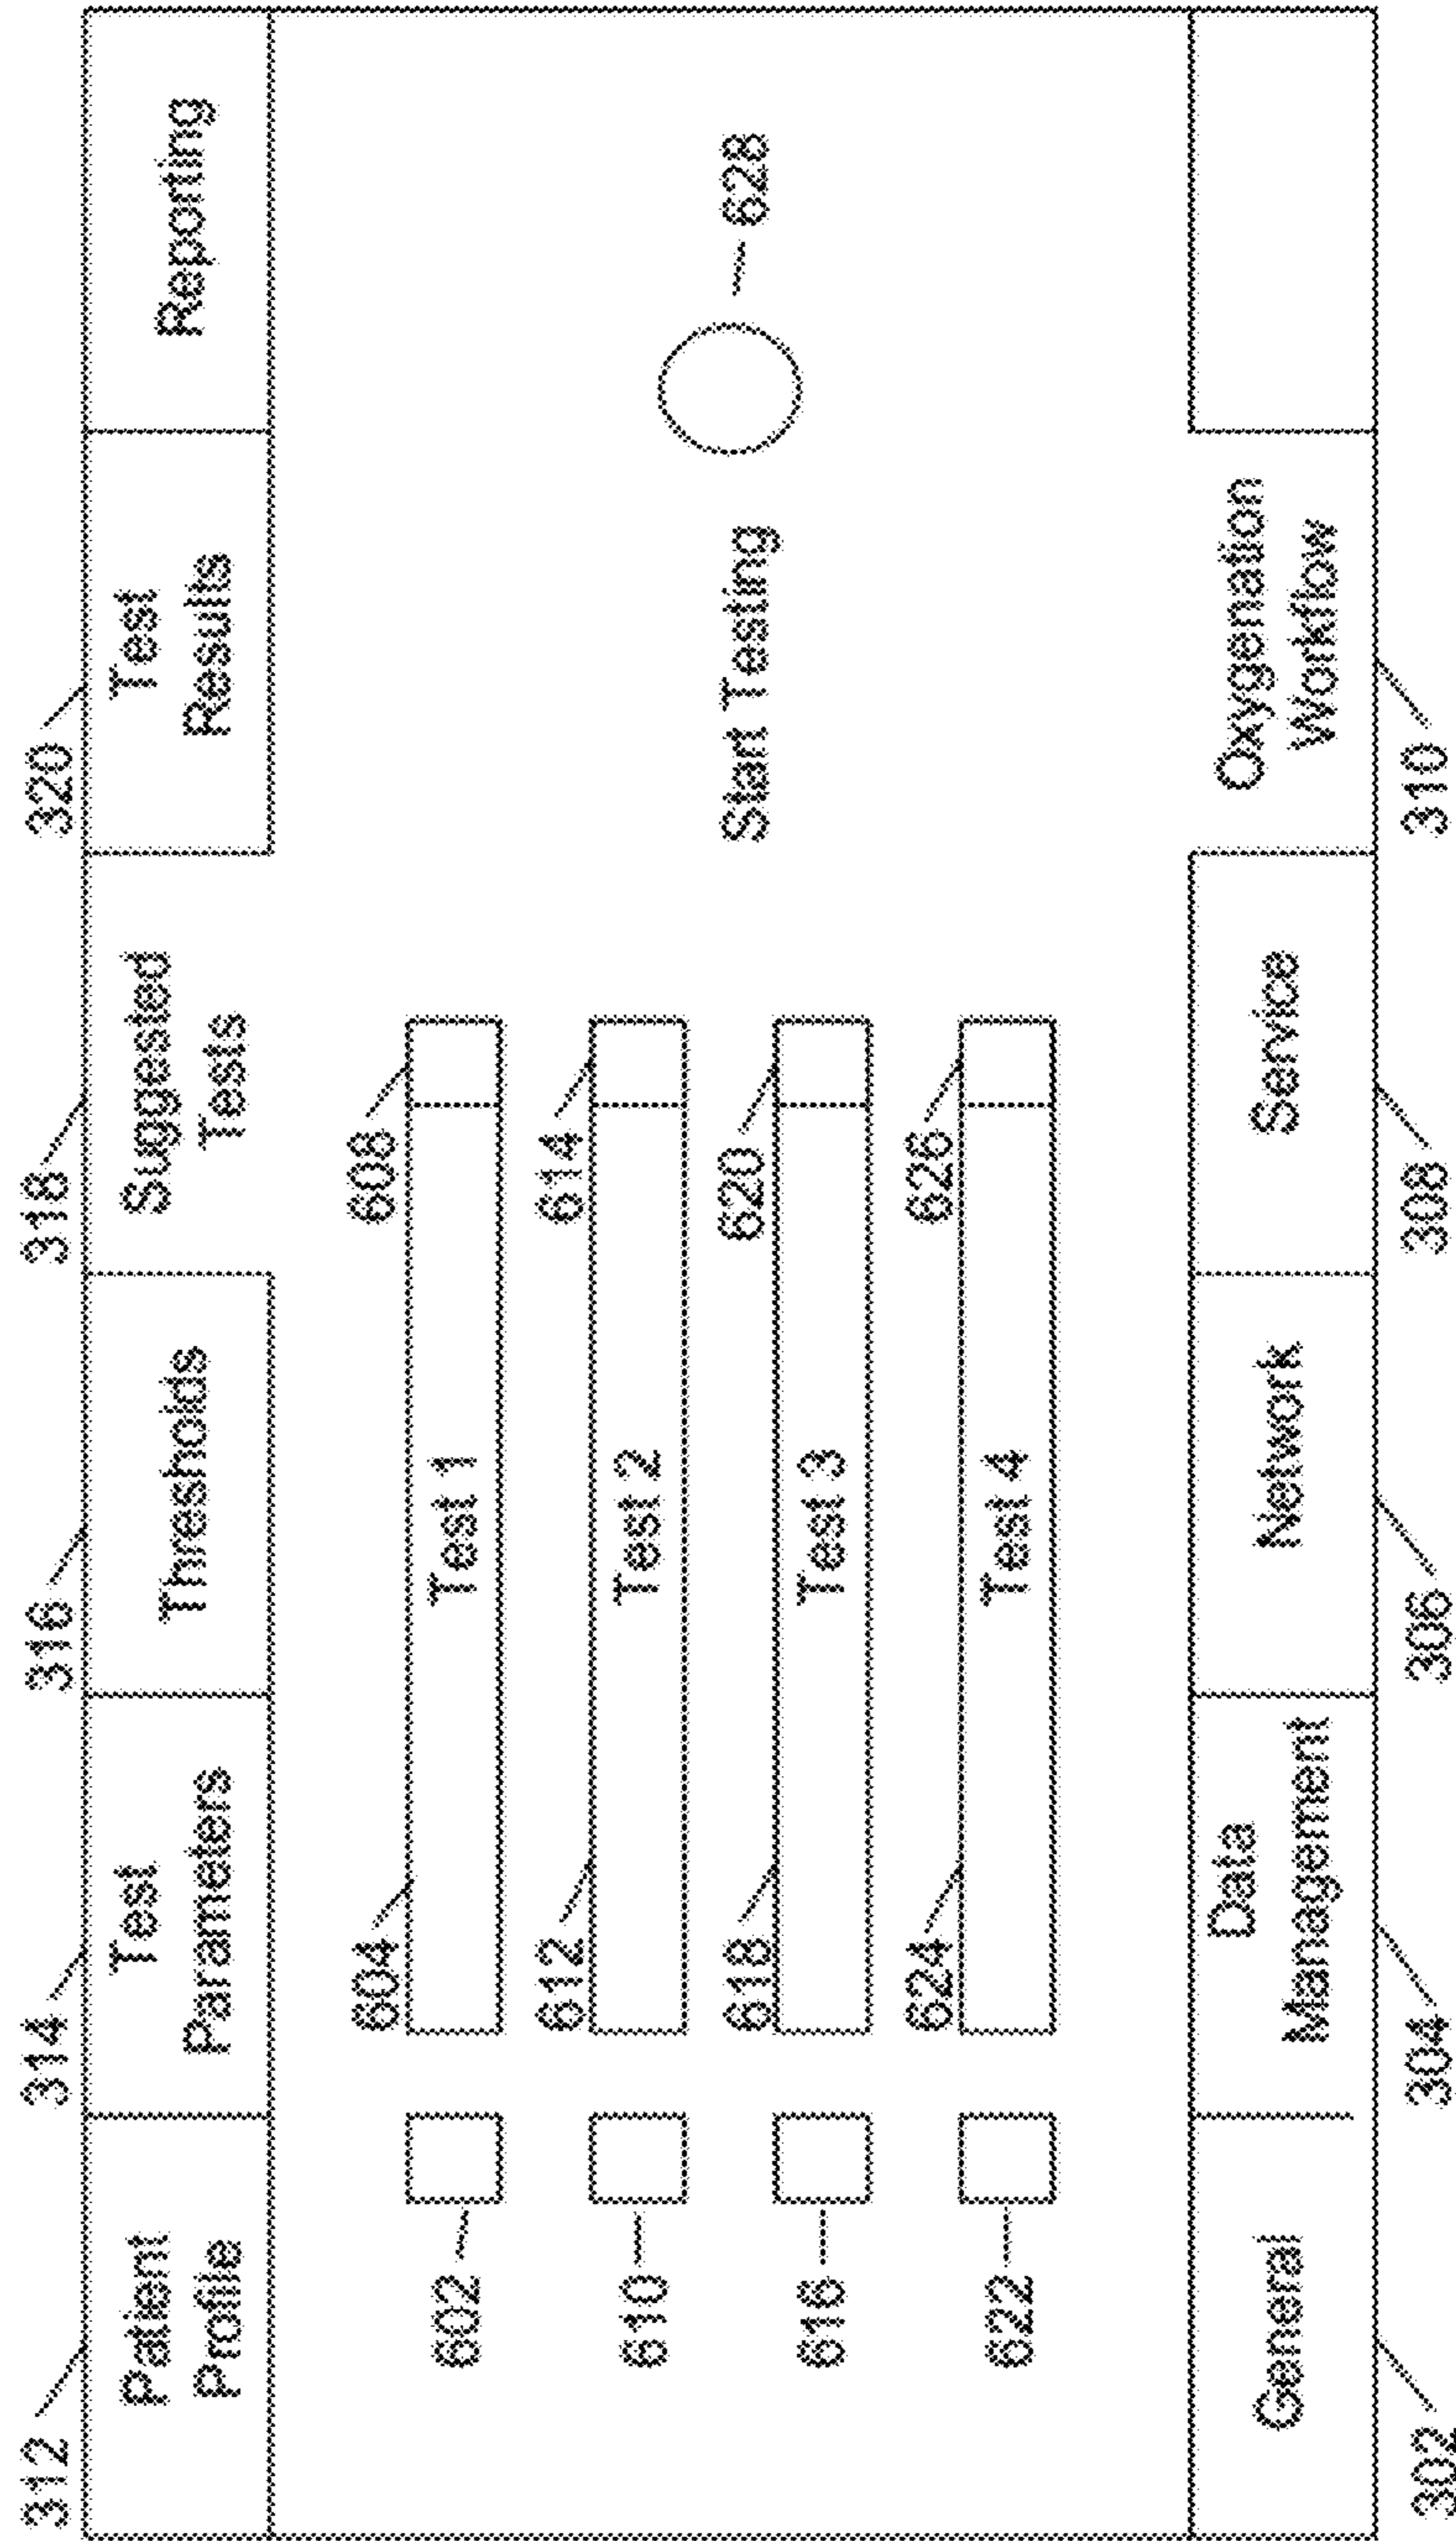 312
314
316
318
320
Patient
Profile
Test
Parameters
Thresholds
Suggested
Tests
Test
Results
Reporting
604
608
602
Test 1
612
614
610
Test 2
618
620
616
Test 3
624
626
622
Test 4
Start Testing
628
General
Data
Management
Network
Service
Oxygenation
Workflow
302
304
306
308
310